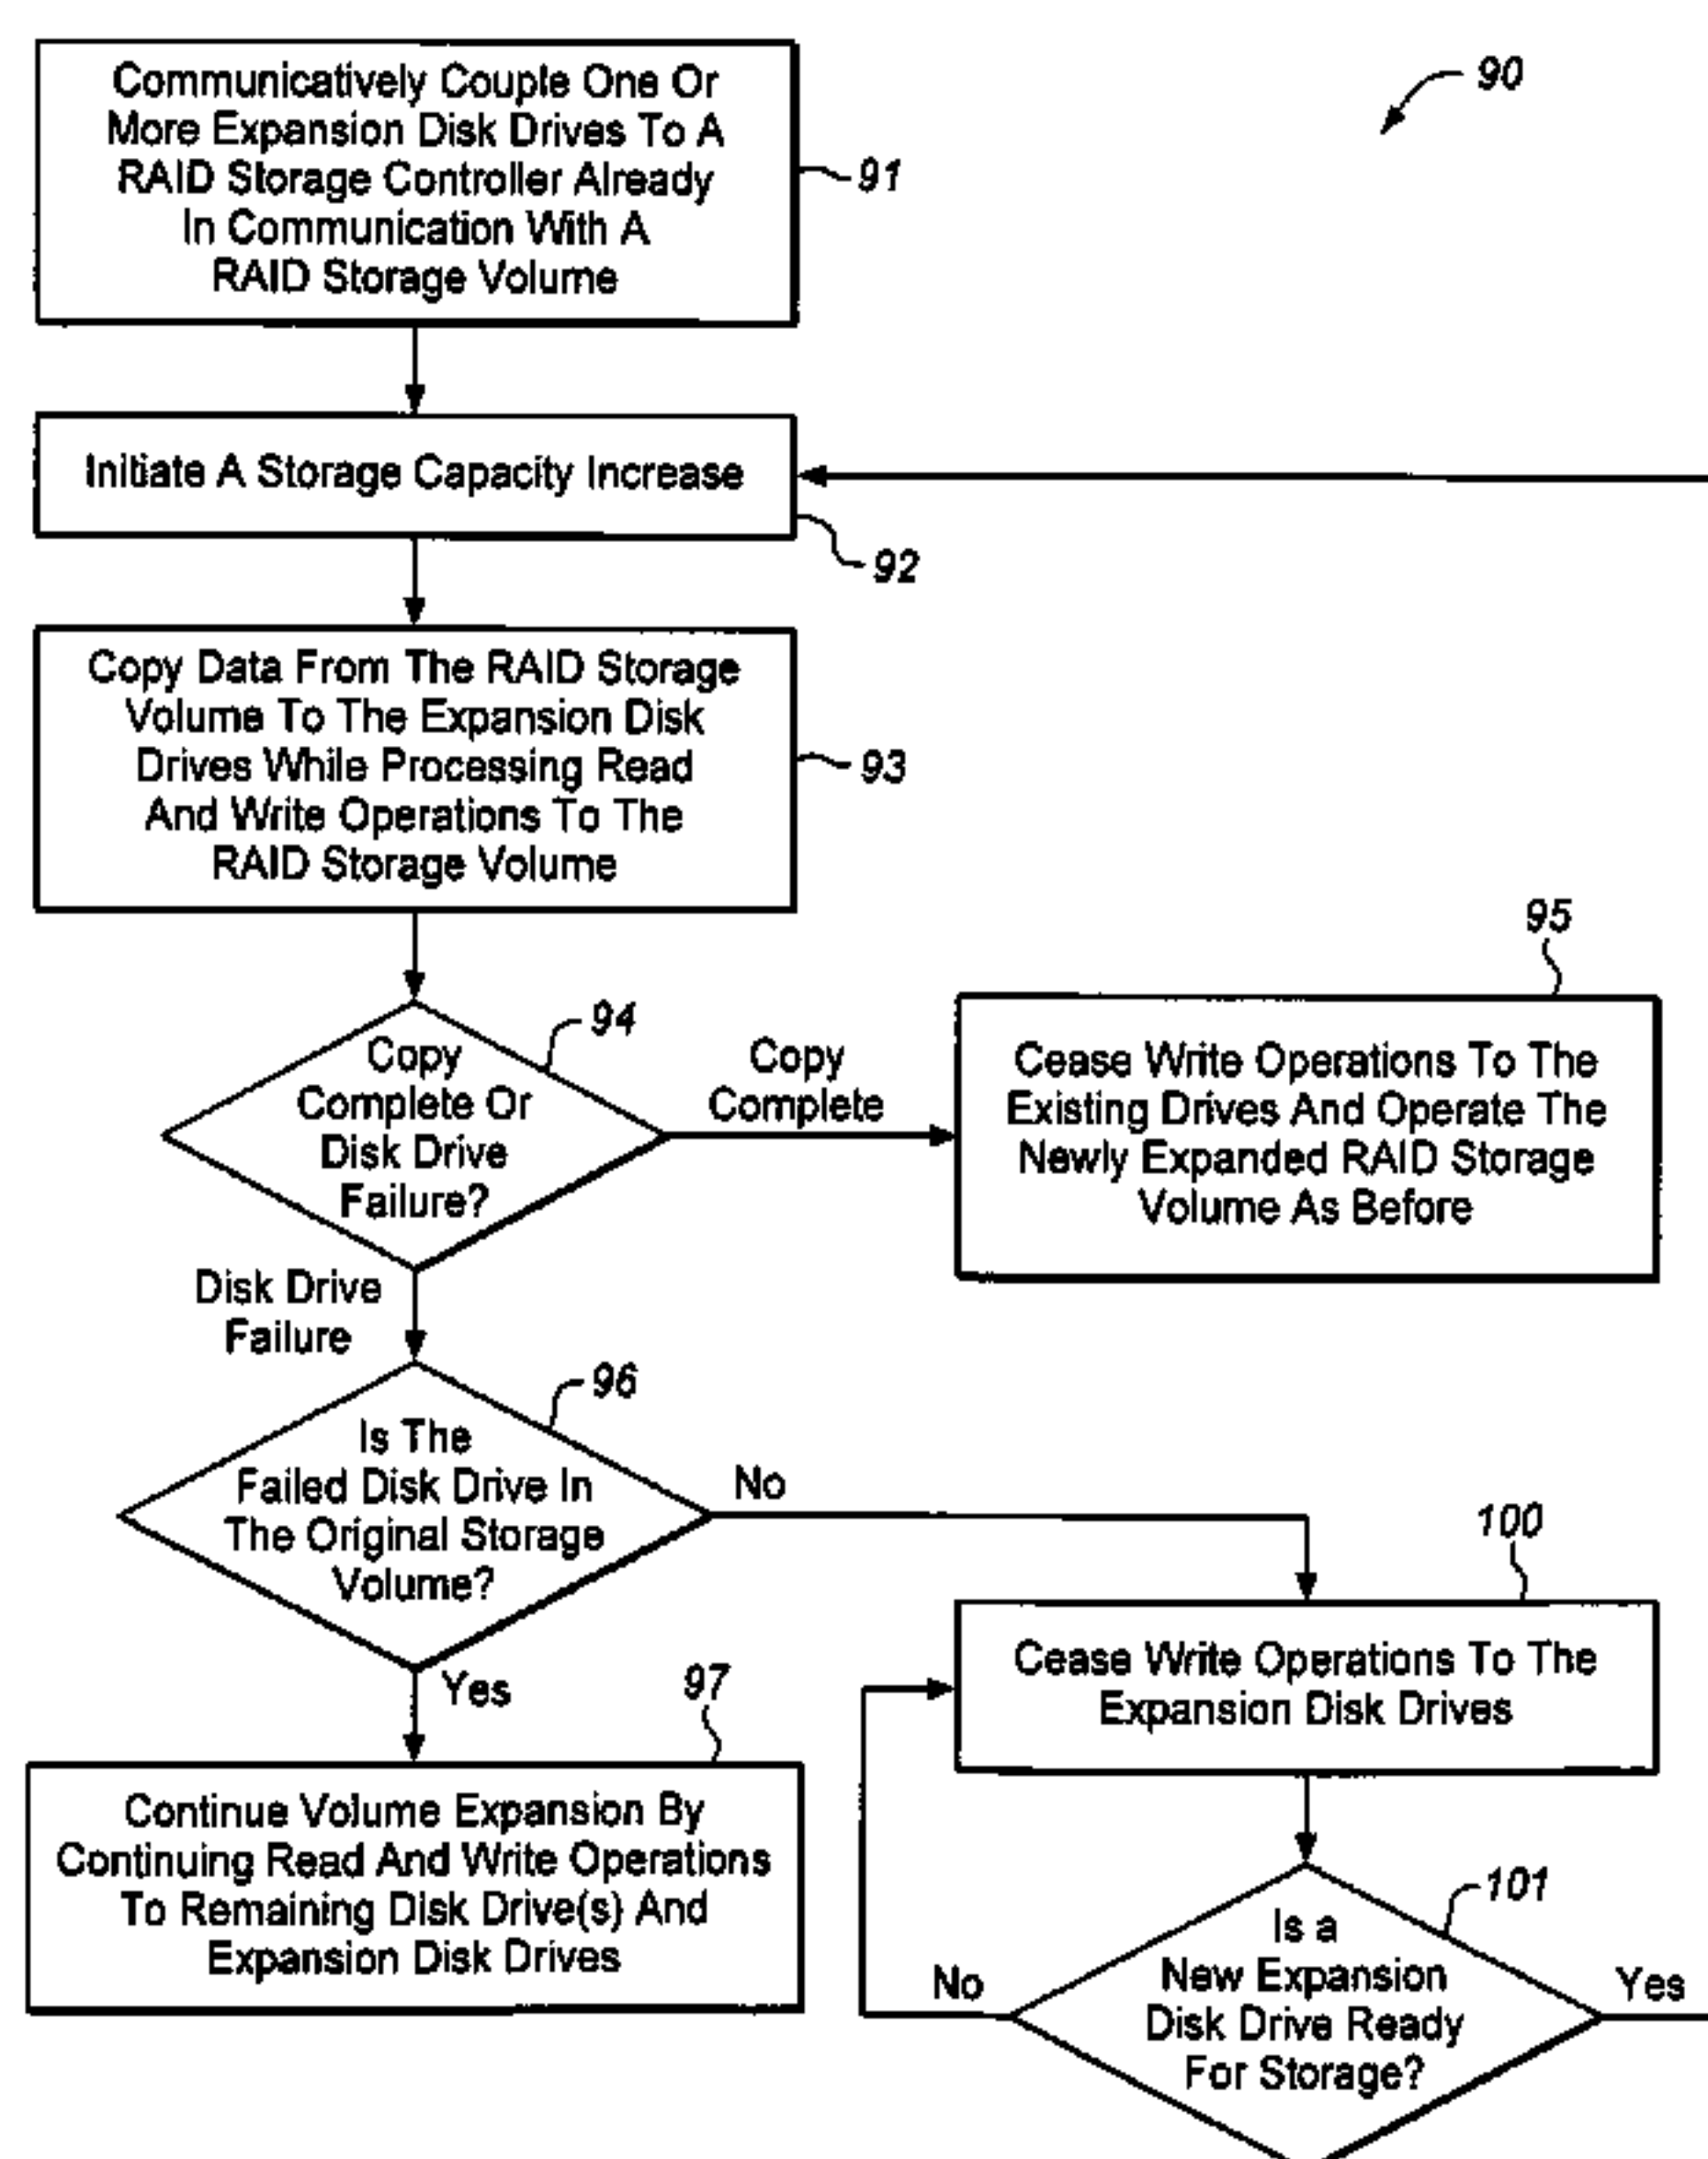 90
Communicatively Couple One Or
More Expansion Disk Drives To A
RAID Storage Controller Already
In Communication With A
RAID Storage Volume
91
Initiate A Storage Capacity Increase
92
Copy Data From The RAID Storage
Volume To The Expansion Disk
Drives While Processing Read
And Write Operations To The
RAID Storage Volume
93
94
Copy
Complete Or
Disk Drive
Failure?
Copy
Complete
95
Cease Write Operations To The
Existing Drives And Operate The
Newly Expanded RAID Storage
Volume As Before
Disk Drive
Failure
96
Is The
Failed Disk Drive In
The Original Storage
Volume?
No
Yes
97
Continue Volume Expansion By
Continuing Read And Write Operations
To Remaining Disk Drive(s) And
Expansion Disk Drives
100
Cease Write Operations To The
Expansion Disk Drives
101
Is a
New Expansion
Disk Drive Ready
For Storage?
No
Yes